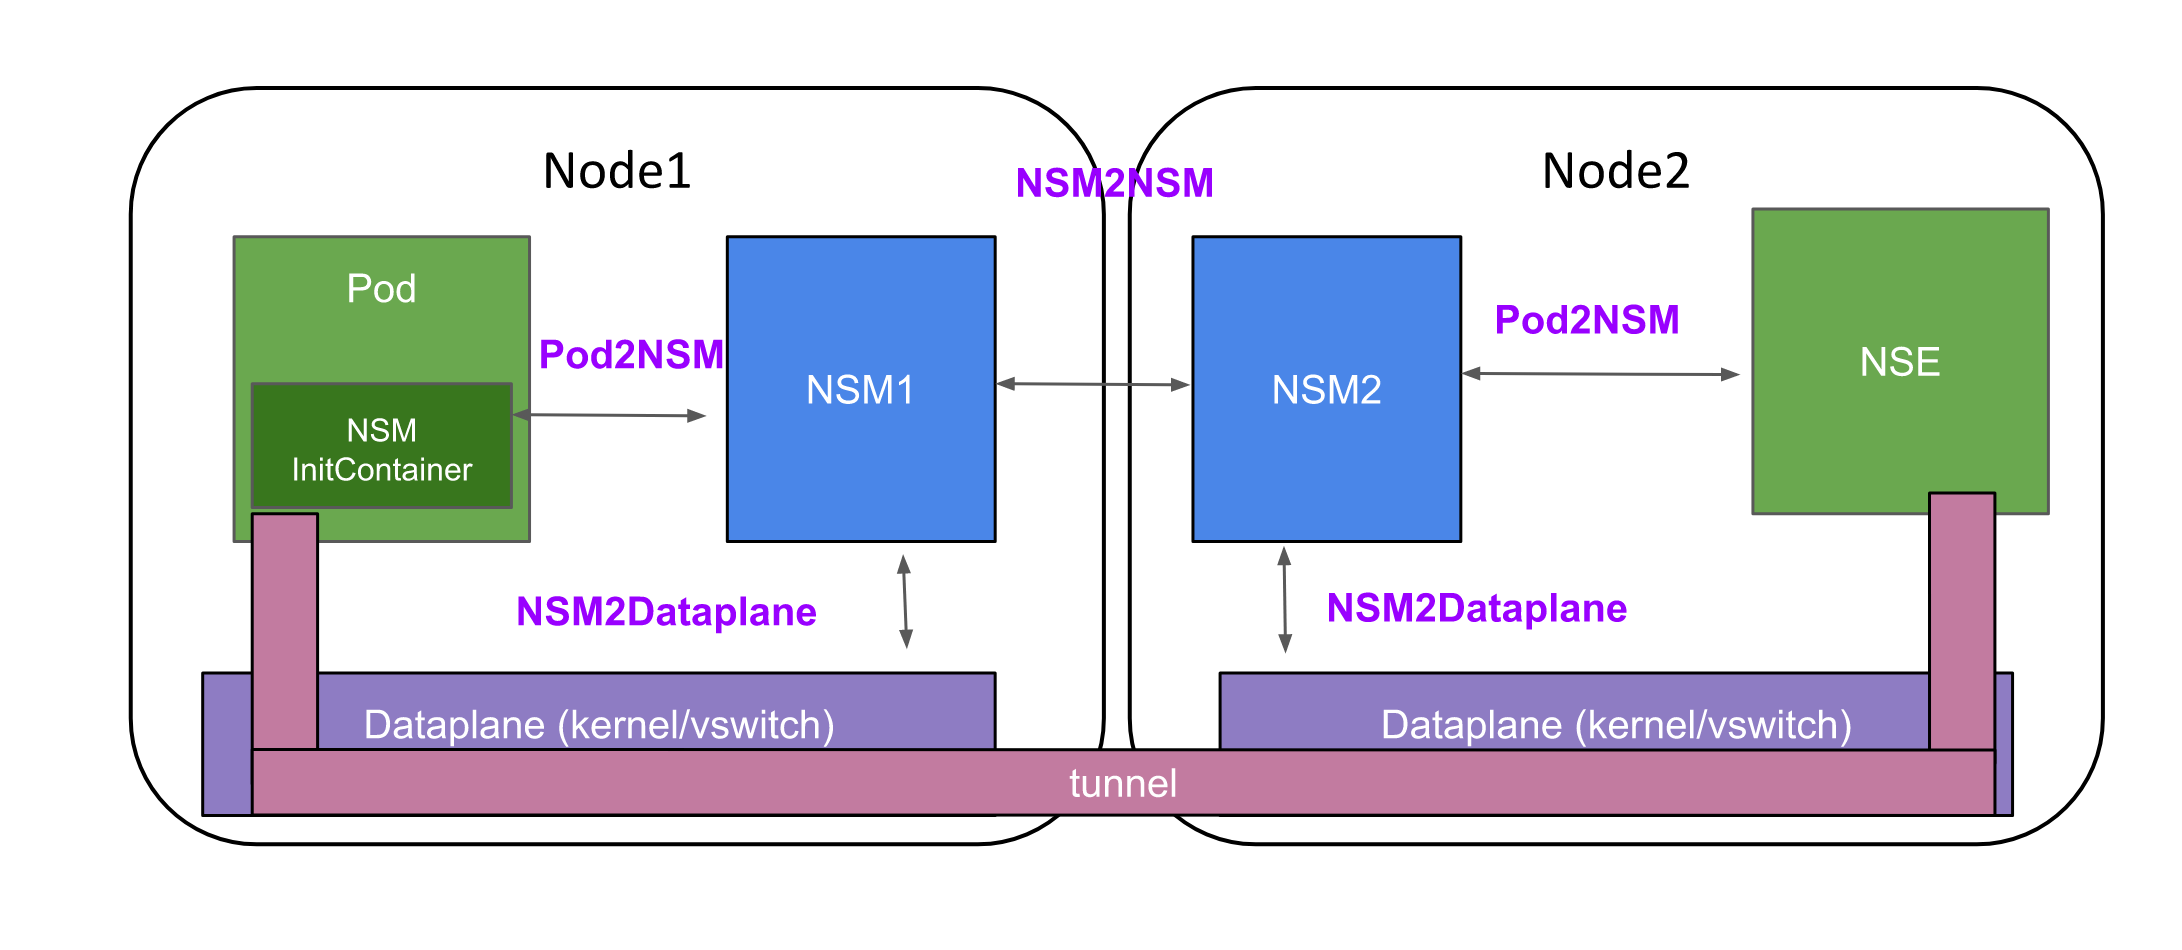 Node1
Node2
NSM2NSM
Pod
Pod2NSM
NSM1
NSM2
Pod2NSM
NSE
NSM
InitContainer
NSM2Dataplane
NSM2Dataplane
Dataplane (kernel/vswitch)
Dataplane (kernel/vswitch)
tunnel